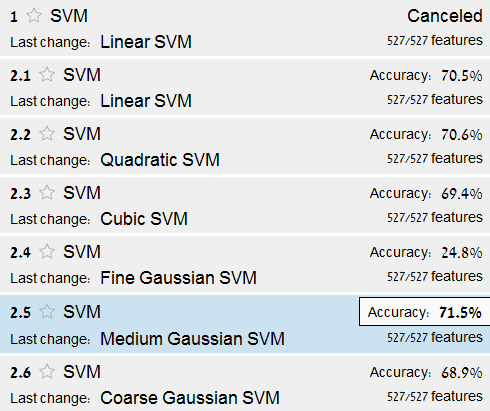 1 ☆ SVM Canceled
Last change: Linear SVM 527/527 features
2.1 ☆ SVM Accuracy: 70.5%
Last change: Linear SVM 527/527 features
2.2 ☆ SVM Accuracy: 70.6%
Last change: Quadratic SVM 527/527 features
2.3 ☆ SVM Accuracy: 69.4%
Last change: Cubic SVM 527/527 features
2.4 ☆ SVM Accuracy: 24.8%
Last change: Fine Gaussian SVM 527/527 features
2.5 ☆ SVM Accuracy: 71.5%
Last change: Medium Gaussian SVM 527/527 features
2.6 ☆ SVM Accuracy: 68.9%
Last change: Coarse Gaussian SVM 527/527 features